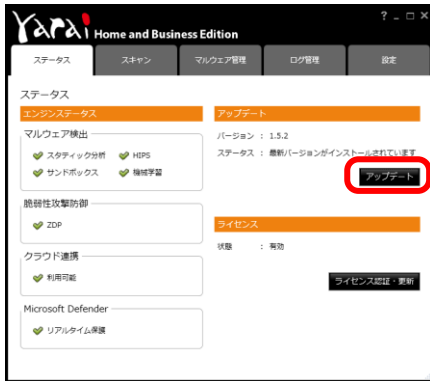 Yarai Home and Business Edition
? _ □ ×
ステータス スキャン マルウェア管理 ログ管理 設定
ステータス
エンジンステータス
マルウェア検出
スタティック分析 HIPS
サンドボックス 機械学習
脆弱性攻撃防御
ZDP
クラウド連携
利用可能
Microsoft Defender
リアルタイム保護
アップデート
バージョン : 1.5.2
ステータス : 最新バージョンがインストールされています
アップデート
ライセンス
状態 : 有効
ライセンス認証・更新